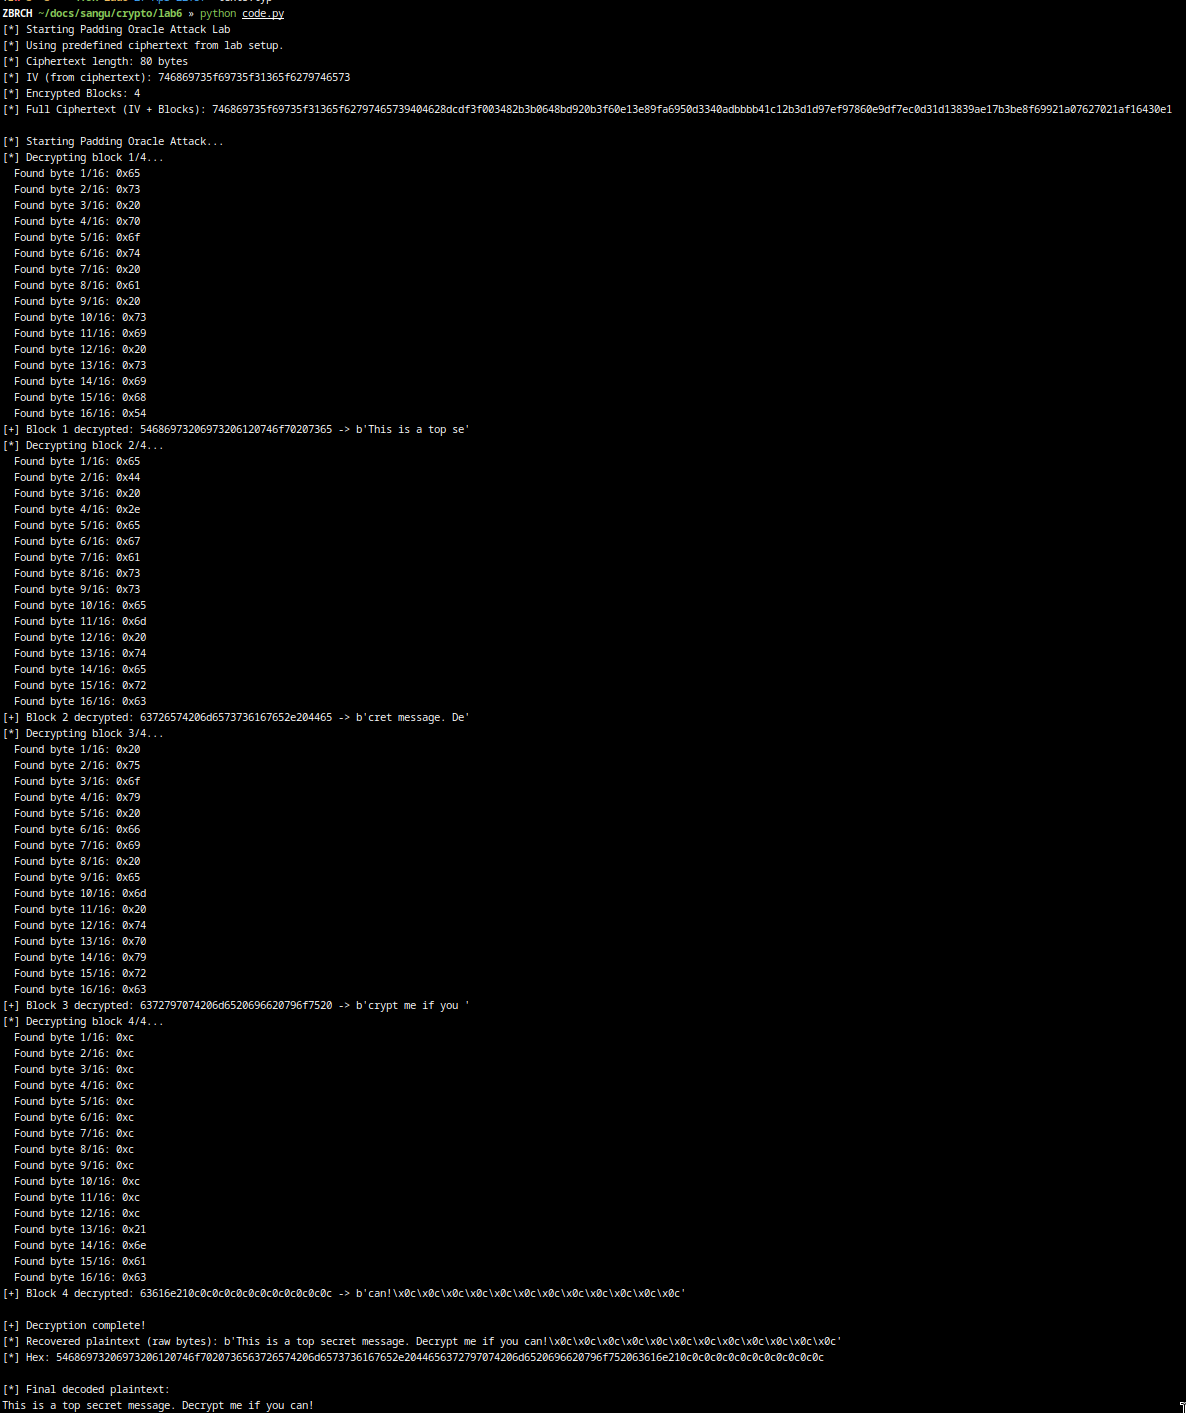 ZBRCH ~/docs/sangu/crypto/lab6 » python code.py
[*] Starting Padding Oracle Attack Lab
[*] Using predefined ciphertext from lab setup.
[*] Ciphertext length: 80 bytes
[*] IV (from ciphertext): 746869735f69735f31365f6279746573
[*] Encrypted Blocks: 4
[*] Full Ciphertext (IV + Blocks): 746869735f69735f31365f62797465739404628dcdf3f003482b3b0648bd920b3f60e13e89fa6950d3340adbbbb41c12b3d1d97ef97860e9df7ec0d31d13839ae17b3be8f69921a07627021af16430e1

[*] Starting Padding Oracle Attack...
[*] Decrypting block 1/4...
Found byte 1/16: 0x65
Found byte 2/16: 0x73
Found byte 3/16: 0x20
Found byte 4/16: 0x70
Found byte 5/16: 0x6f
Found byte 6/16: 0x74
Found byte 7/16: 0x20
Found byte 8/16: 0x61
Found byte 9/16: 0x20
Found byte 10/16: 0x73
Found byte 11/16: 0x69
Found byte 12/16: 0x20
Found byte 13/16: 0x73
Found byte 14/16: 0x69
Found byte 15/16: 0x68
Found byte 16/16: 0x54
[+] Block 1 decrypted: 54686973206973206120746f70207365 -> b'This is a top se'
[*] Decrypting block 2/4...
Found byte 1/16: 0x65
Found byte 2/16: 0x44
Found byte 3/16: 0x20
Found byte 4/16: 0x2e
Found byte 5/16: 0x65
Found byte 6/16: 0x67
Found byte 7/16: 0x61
Found byte 8/16: 0x73
Found byte 9/16: 0x73
Found byte 10/16: 0x65
Found byte 11/16: 0x6d
Found byte 12/16: 0x20
Found byte 13/16: 0x74
Found byte 14/16: 0x65
Found byte 15/16: 0x72
Found byte 16/16: 0x63
[+] Block 2 decrypted: 63726574206d6573736167652e204465 -> b'cret message. De'
[*] Decrypting block 3/4...
Found byte 1/16: 0x20
Found byte 2/16: 0x75
Found byte 3/16: 0x6f
Found byte 4/16: 0x79
Found byte 5/16: 0x20
Found byte 6/16: 0x66
Found byte 7/16: 0x69
Found byte 8/16: 0x20
Found byte 9/16: 0x65
Found byte 10/16: 0x6d
Found byte 11/16: 0x20
Found byte 12/16: 0x74
Found byte 13/16: 0x70
Found byte 14/16: 0x79
Found byte 15/16: 0x72
Found byte 16/16: 0x63
[+] Block 3 decrypted: 6372797074206d6520696620796f7520 -> b'crypt me if you '
[*] Decrypting block 4/4...
Found byte 1/16: 0xc
Found byte 2/16: 0xc
Found byte 3/16: 0xc
Found byte 4/16: 0xc
Found byte 5/16: 0xc
Found byte 6/16: 0xc
Found byte 7/16: 0xc
Found byte 8/16: 0xc
Found byte 9/16: 0xc
Found byte 10/16: 0xc
Found byte 11/16: 0xc
Found byte 12/16: 0xc
Found byte 13/16: 0x21
Found byte 14/16: 0x6e
Found byte 15/16: 0x61
Found byte 16/16: 0x63
[+] Block 4 decrypted: 63616e210c0c0c0c0c0c0c0c0c0c0c0c -> b'can!\x0c\x0c\x0c\x0c\x0c\x0c\x0c\x0c\x0c\x0c\x0c\x0c'

[+] Decryption complete!
[*] Recovered plaintext (raw bytes): b'This is a top secret message. Decrypt me if you can!\x0c\x0c\x0c\x0c\x0c\x0c\x0c\x0c\x0c\x0c\x0c\x0c'
[*] Hex: 54686973206973206120746f7020736563726574206d6573736167652e2044656372797074206d6520696620796f752063616e210c0c0c0c0c0c0c0c0c0c0c0c

[*] Final decoded plaintext:
This is a top secret message. Decrypt me if you can!